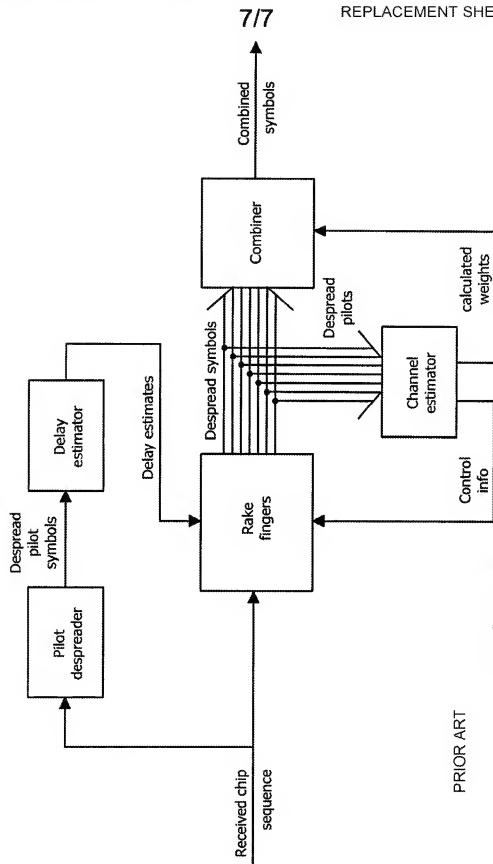 7/7
REPLACEMENT SHE
Received chip
sequence
Pilot
despreader
Despread
pilot
symbols
Delay
estimator
Delay estimates
Rake
fingers
Despread symbols
Combiner
Combined
symbols
Despread
pilots
Channel
estimator
Control
info
calculated
weights
PRIOR ART